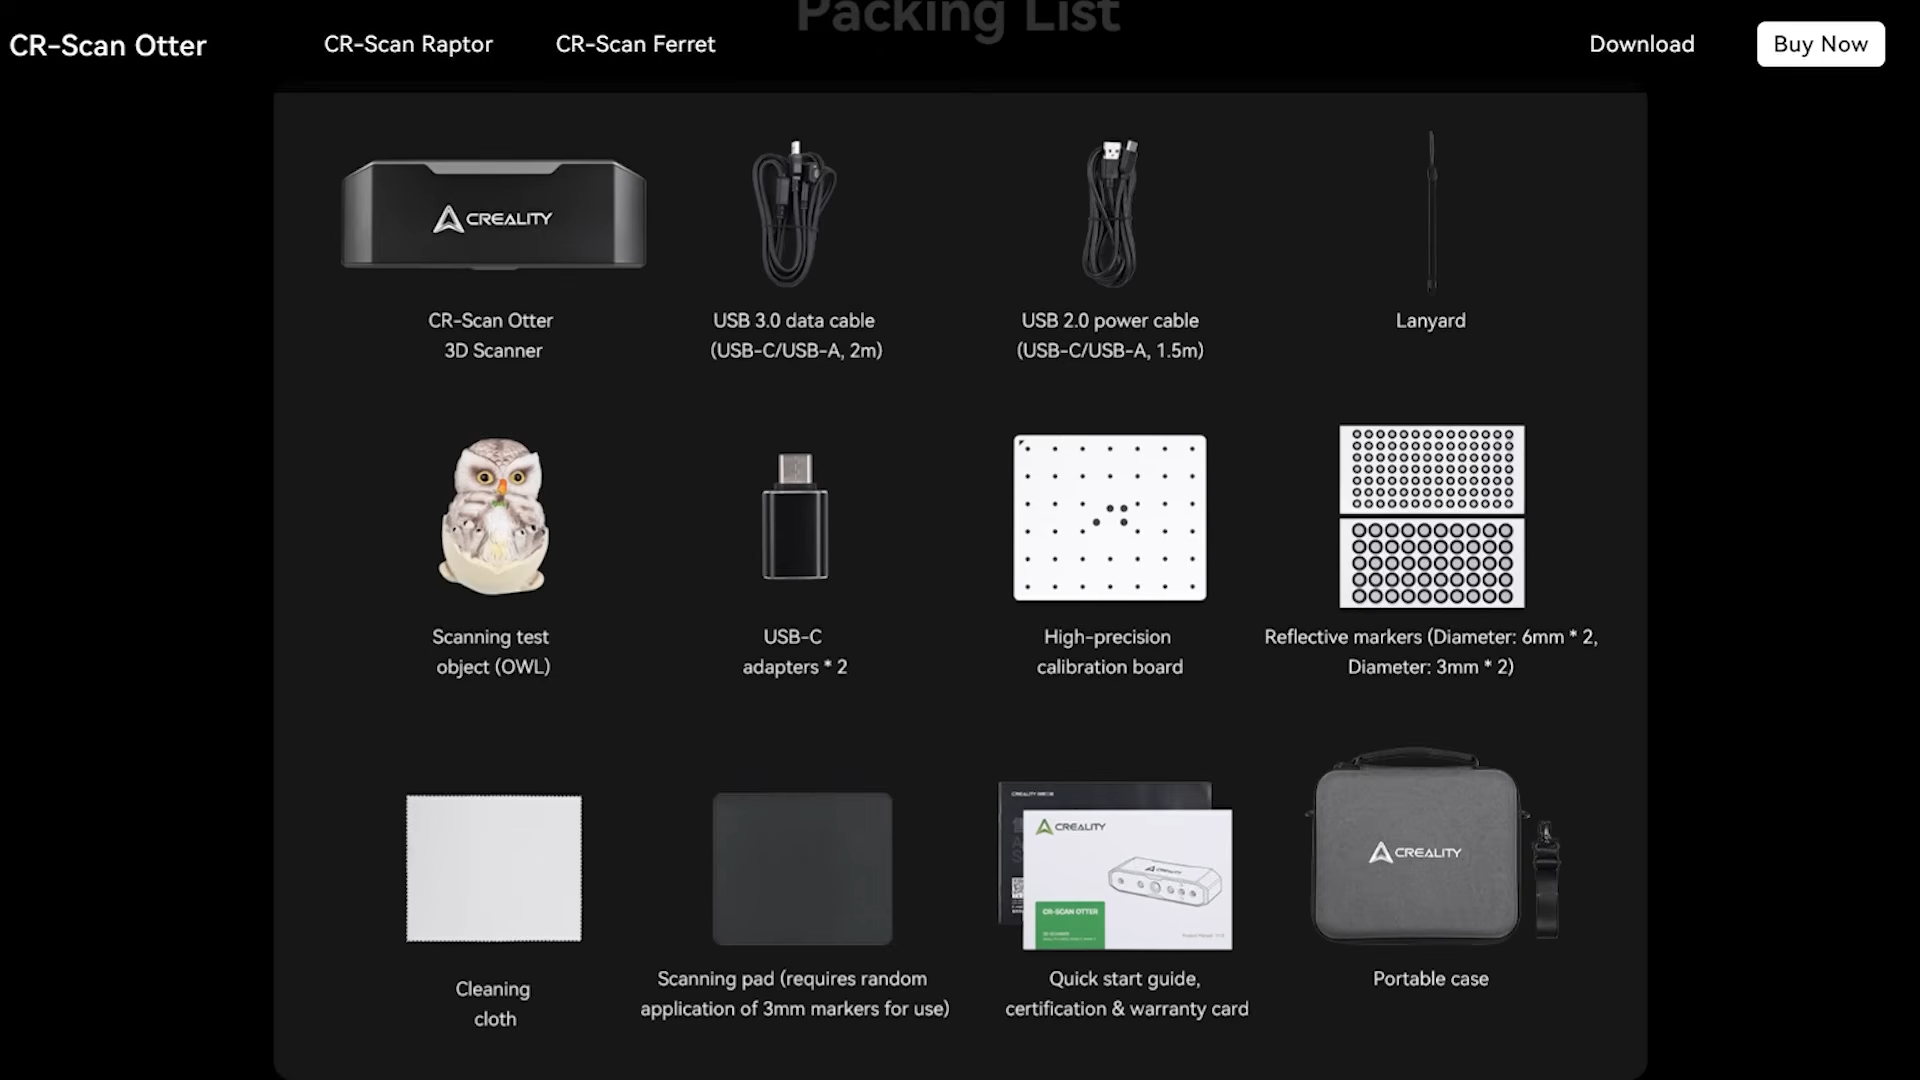 Packing List
CR-Scan Otter
CR-Scan Raptor
CR-Scan Ferret
Download
Buy Now
CREALITY
CR-Scan Otter
3D Scanner
USB 3.0 data cable
(USB-C/USB-A, 2m)
USB 2.0 power cable
(USB-C/USB-A, 1.5m)
Lanyard
Scanning test
object (OWL)
USB-C
adapters * 2
High-precision
calibration board
Reflective markers (Diameter: 6mm * 2,
Diameter: 3mm * 2)
CREALITY
CREALITY
CREALITY
CR-SCAN OTTER
CREALITY
Cleaning
cloth
Scanning pad (requires random
application of 3mm markers for use)
Quick start guide,
certification & warranty card
Portable case